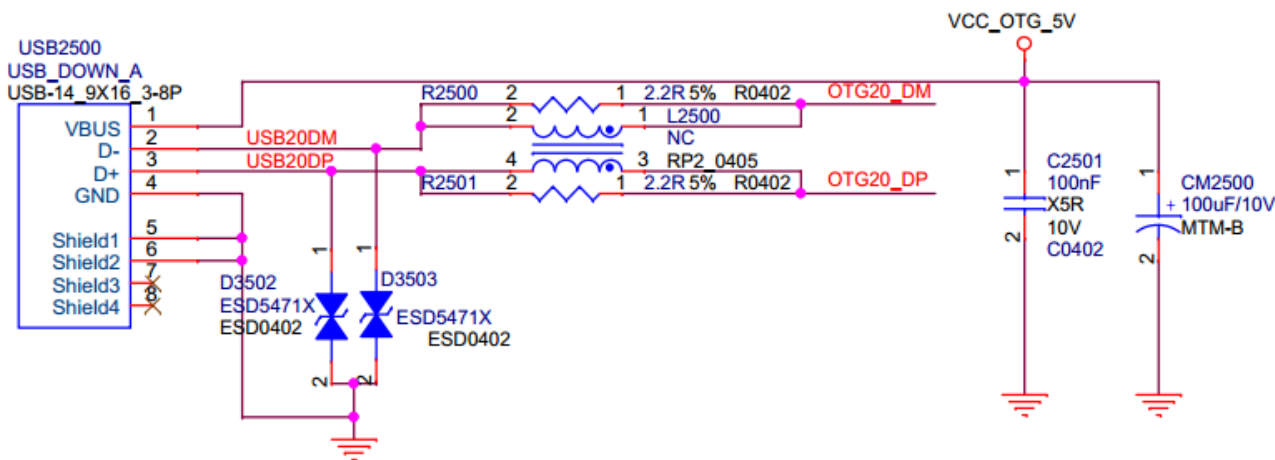 VCC_OTG_5V
USB2500
USB_DOWN_A
USB-14_9X16_3-8P
R2500 2 1 2.2R 5% R0402 OTG20_DM
1
VBUS
2 1 L2500
2
D-
USB20DM
NC
3
D+
USB20DP
4 3 RP2_0405
4
GND
R2501 2 1 2.2R 5% R0402 OTG20_DP
5
Shield1
6
Shield2
7
Shield3
8
Shield4
1
1
D3502
ESD5471X
ESD0402
2
D3503
ESD5471X
ESD0402
2
1
C2501
100nF
X5R
10V
C0402
2
1
CM2500
+ 100uF/10V
MTM-B
2